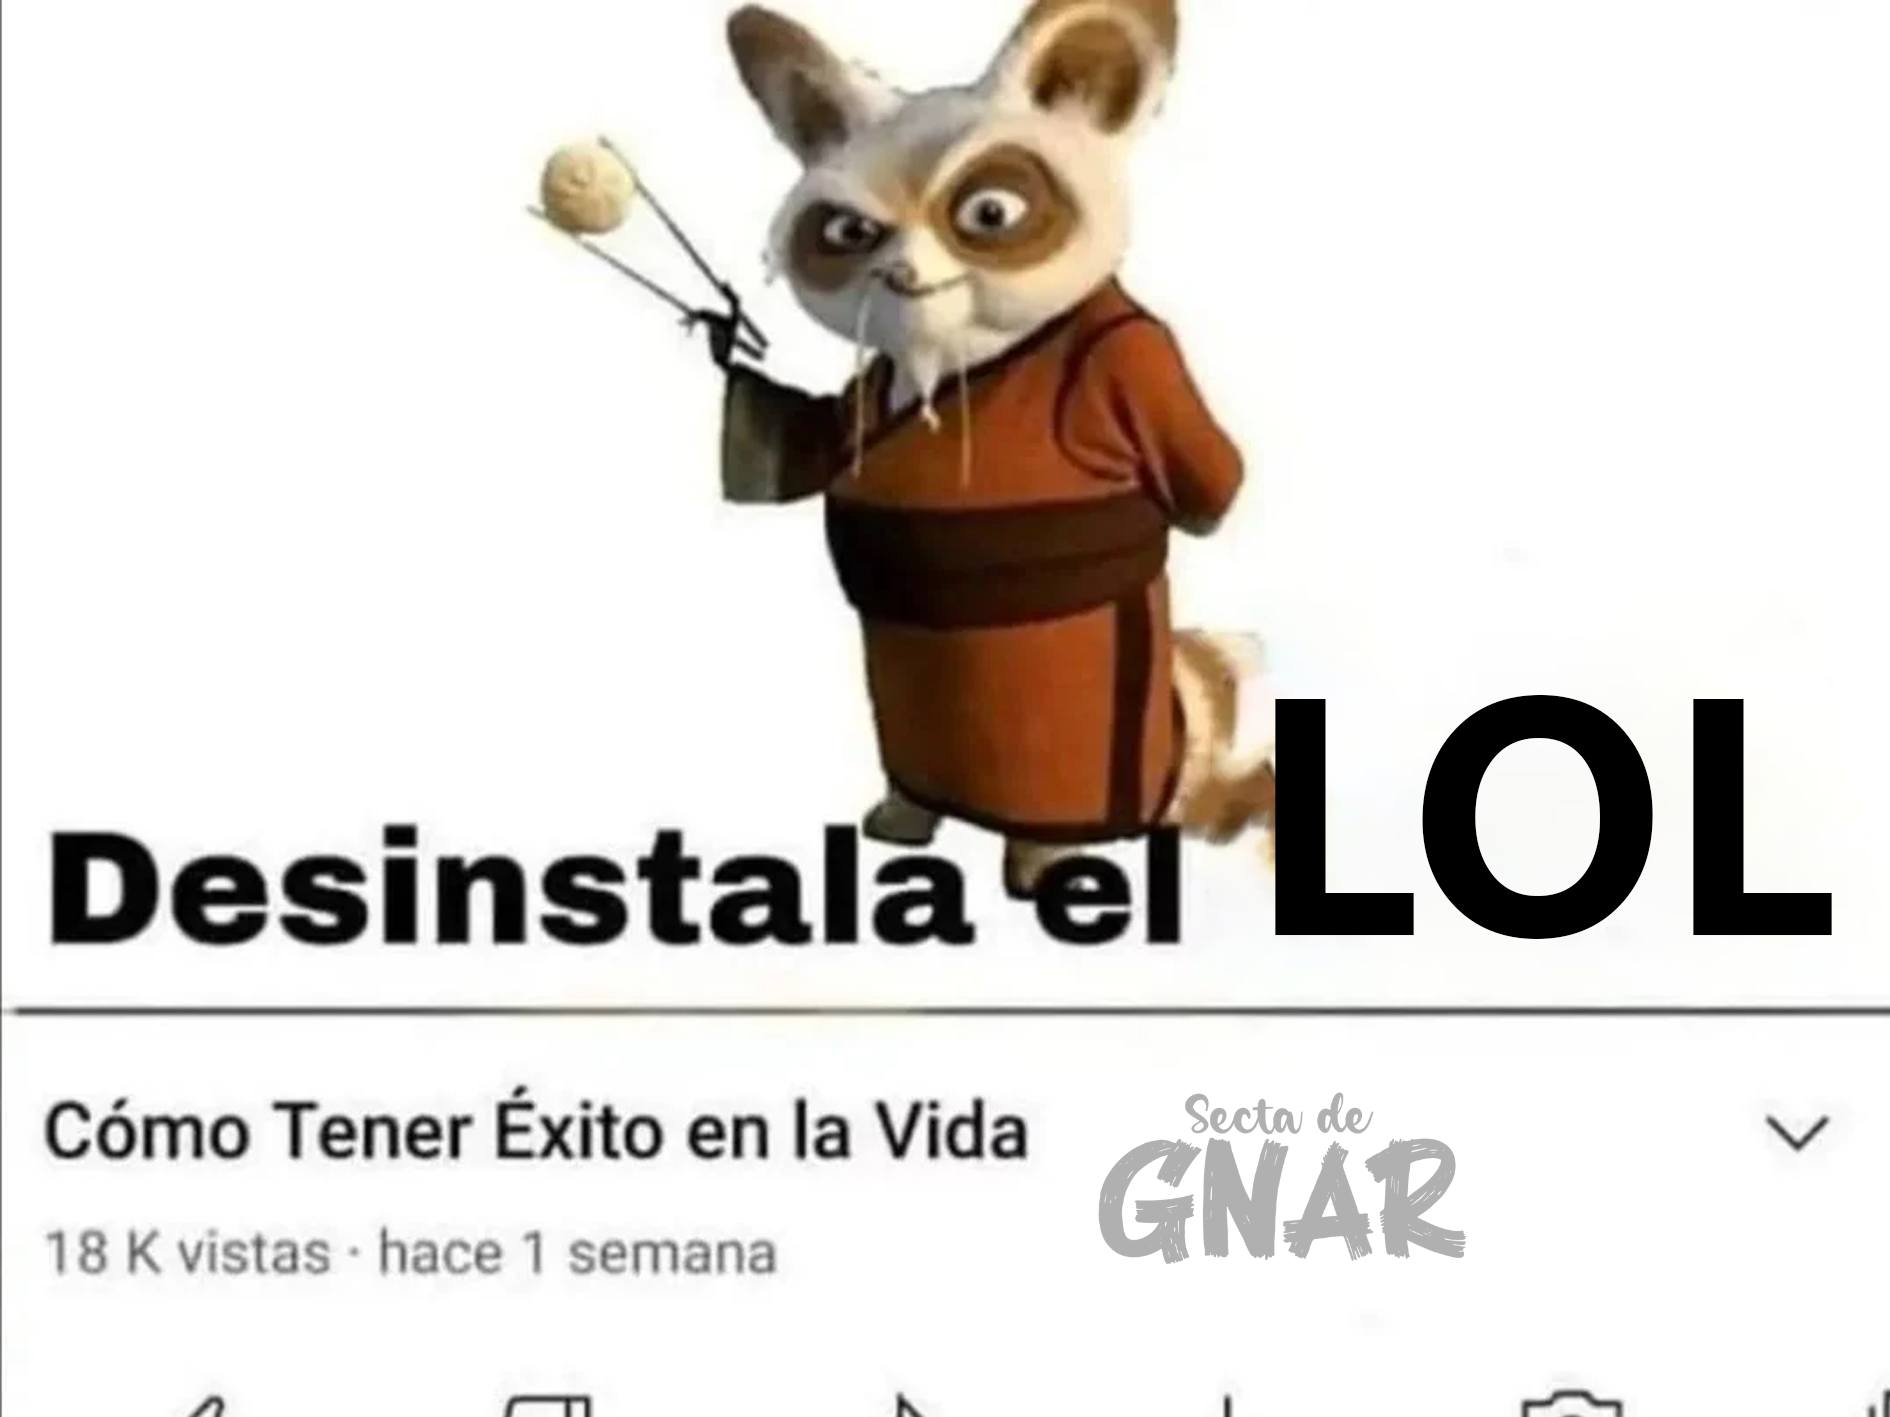 Desinstala el LOL
Cómo Tener Éxito en la Vida
Secta de
GNAR
18 K vistas · hace 1 semana